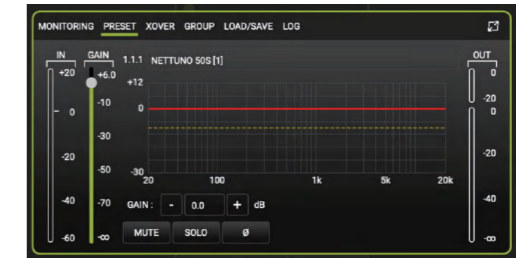 MONITORING PRESET XOVER GROUP LOAD/SAVE LOG
IN GAIN 1.1.1 NETTUNO 50S [1] OUT
+20 +6.0 +12 0
-10 -20
0 0 0
-30
-20 -20
-50 -30
20 100 1k 5k 20k
-40 -70 GAIN : - 0.0 + dB -40
-60 -∞ MUTE SOLO ø -∞